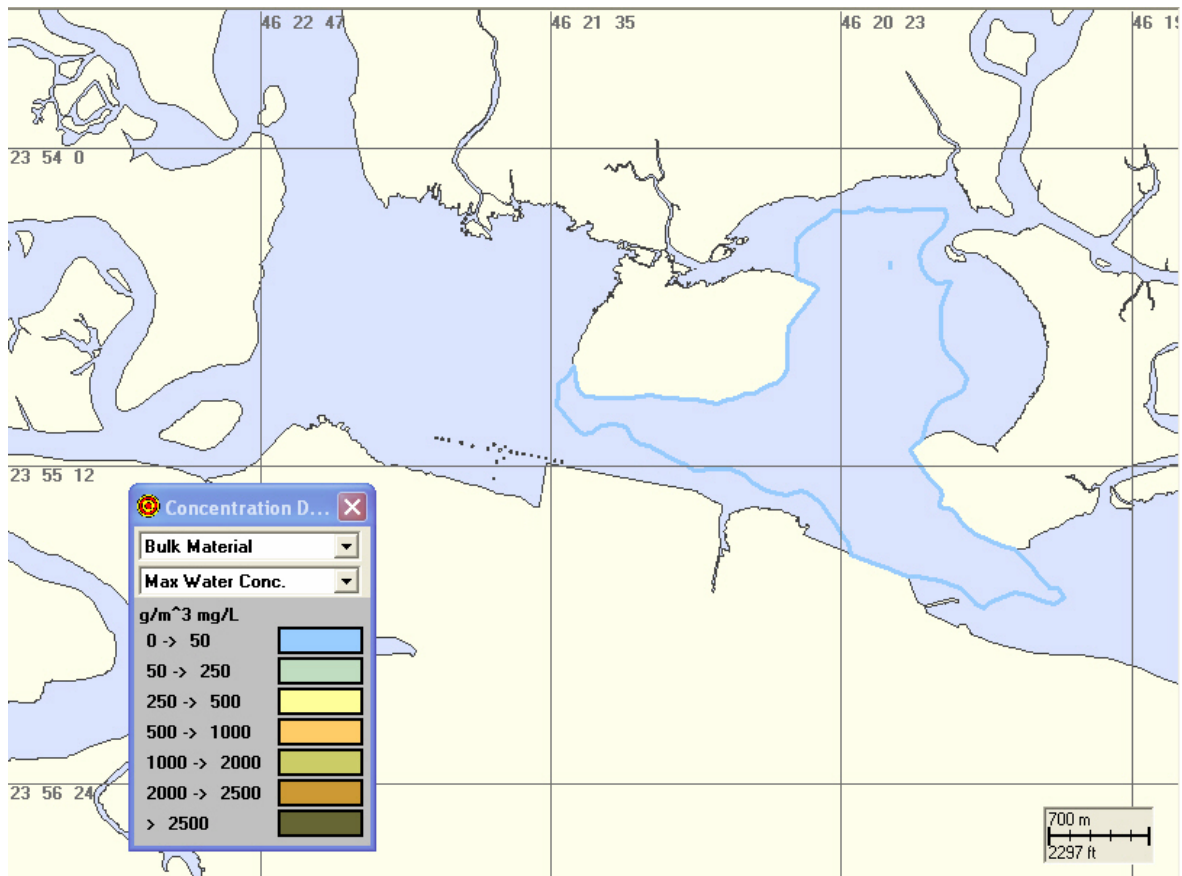 46 22 47
46 21 35
46 20 23
46 19
23 54 0
23 55 12
23 56 24
Concentration D...
Bulk Material
Max Water Conc.
g/m^3 mg/L
0 -> 50
50 -> 250
250 -> 500
500 -> 1000
1000 -> 2000
2000 -> 2500
> 2500
700 m
2297 ft